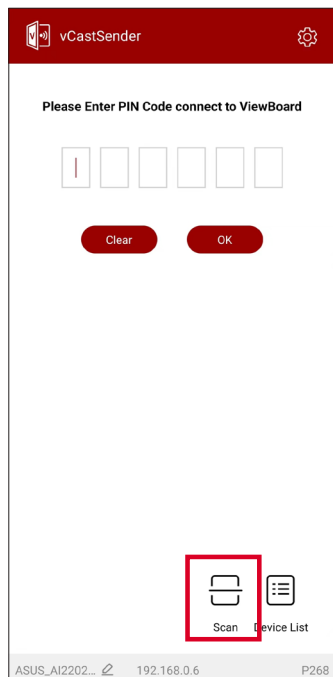 vCastSender
Please Enter PIN Code connect to ViewBoard
Clear OK
Scan Device List
ASUS_AI2202... 192.168.0.6 P268